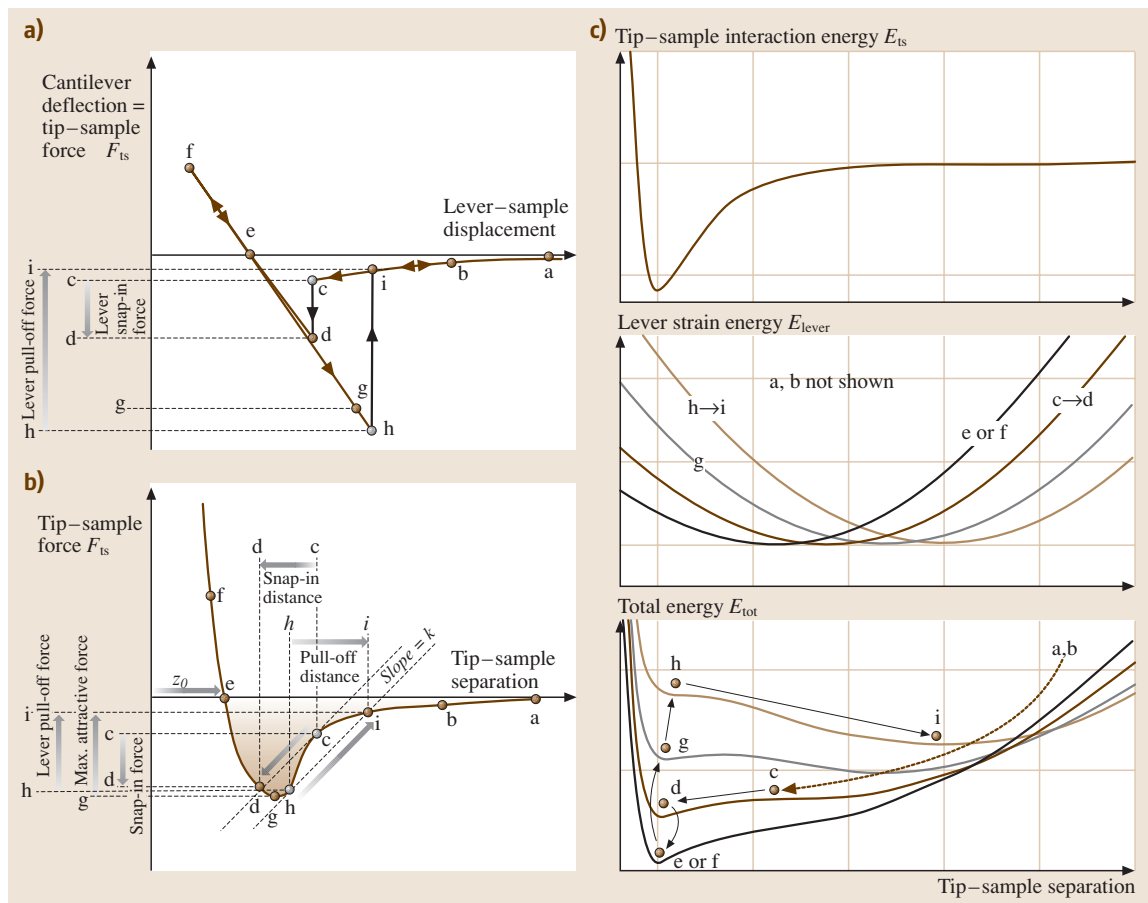 a)
Cantilever
deflection =
tip–sample
force F_ts
f
e
Lever–sample
displacement
i
c
d
g
h
Lever pull-off force
Lever
snap-in
force
c
i
b
a
d
g
h
b)
Tip–sample
force F_ts
d
c
Snap-in
distance
f
h
i
Pull-off
distance
Slope = k
Tip–sample
separation
z_0
e
i
c
d
h
g
Lever pull-off force
Max. attractive force
Snap-in force
c
i
b
a
d
g
h
c)
Tip–sample interaction energy E_ts
Lever strain energy E_lever
a, b not shown
h→i
c→d
e or f
g
Total energy E_tot
a,b
h
i
g
c
d
e or f
Tip–sample separation